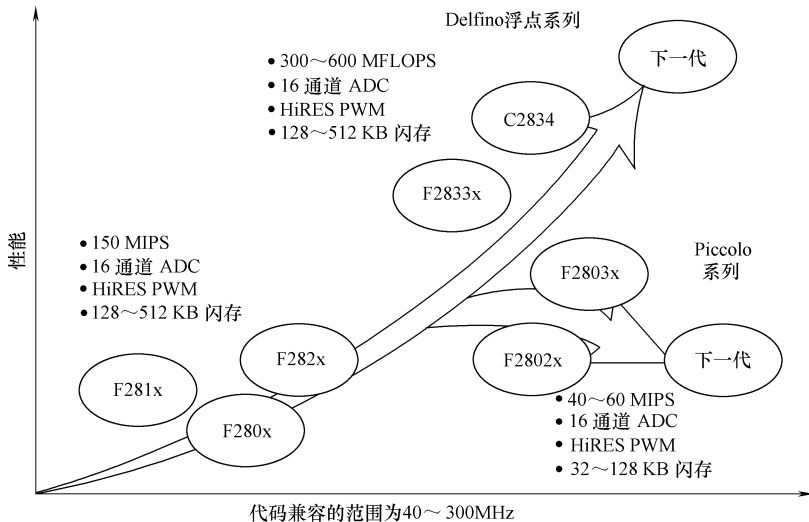 Delfino浮点系列
下一代
• 300～600 MFLOPS
• 16 通道 ADC
• HiRES PWM
• 128～512 KB 闪存
C2834
F2833x
性能
• 150 MIPS
• 16 通道 ADC
• HiRES PWM
• 128～512 KB 闪存
Piccolo
系列
F2803x
F282x
F2802x
下一代
F281x
F280x
• 40～60 MIPS
• 16 通道 ADC
• HiRES PWM
• 32～128 KB 闪存
代码兼容的范围为40～300MHz